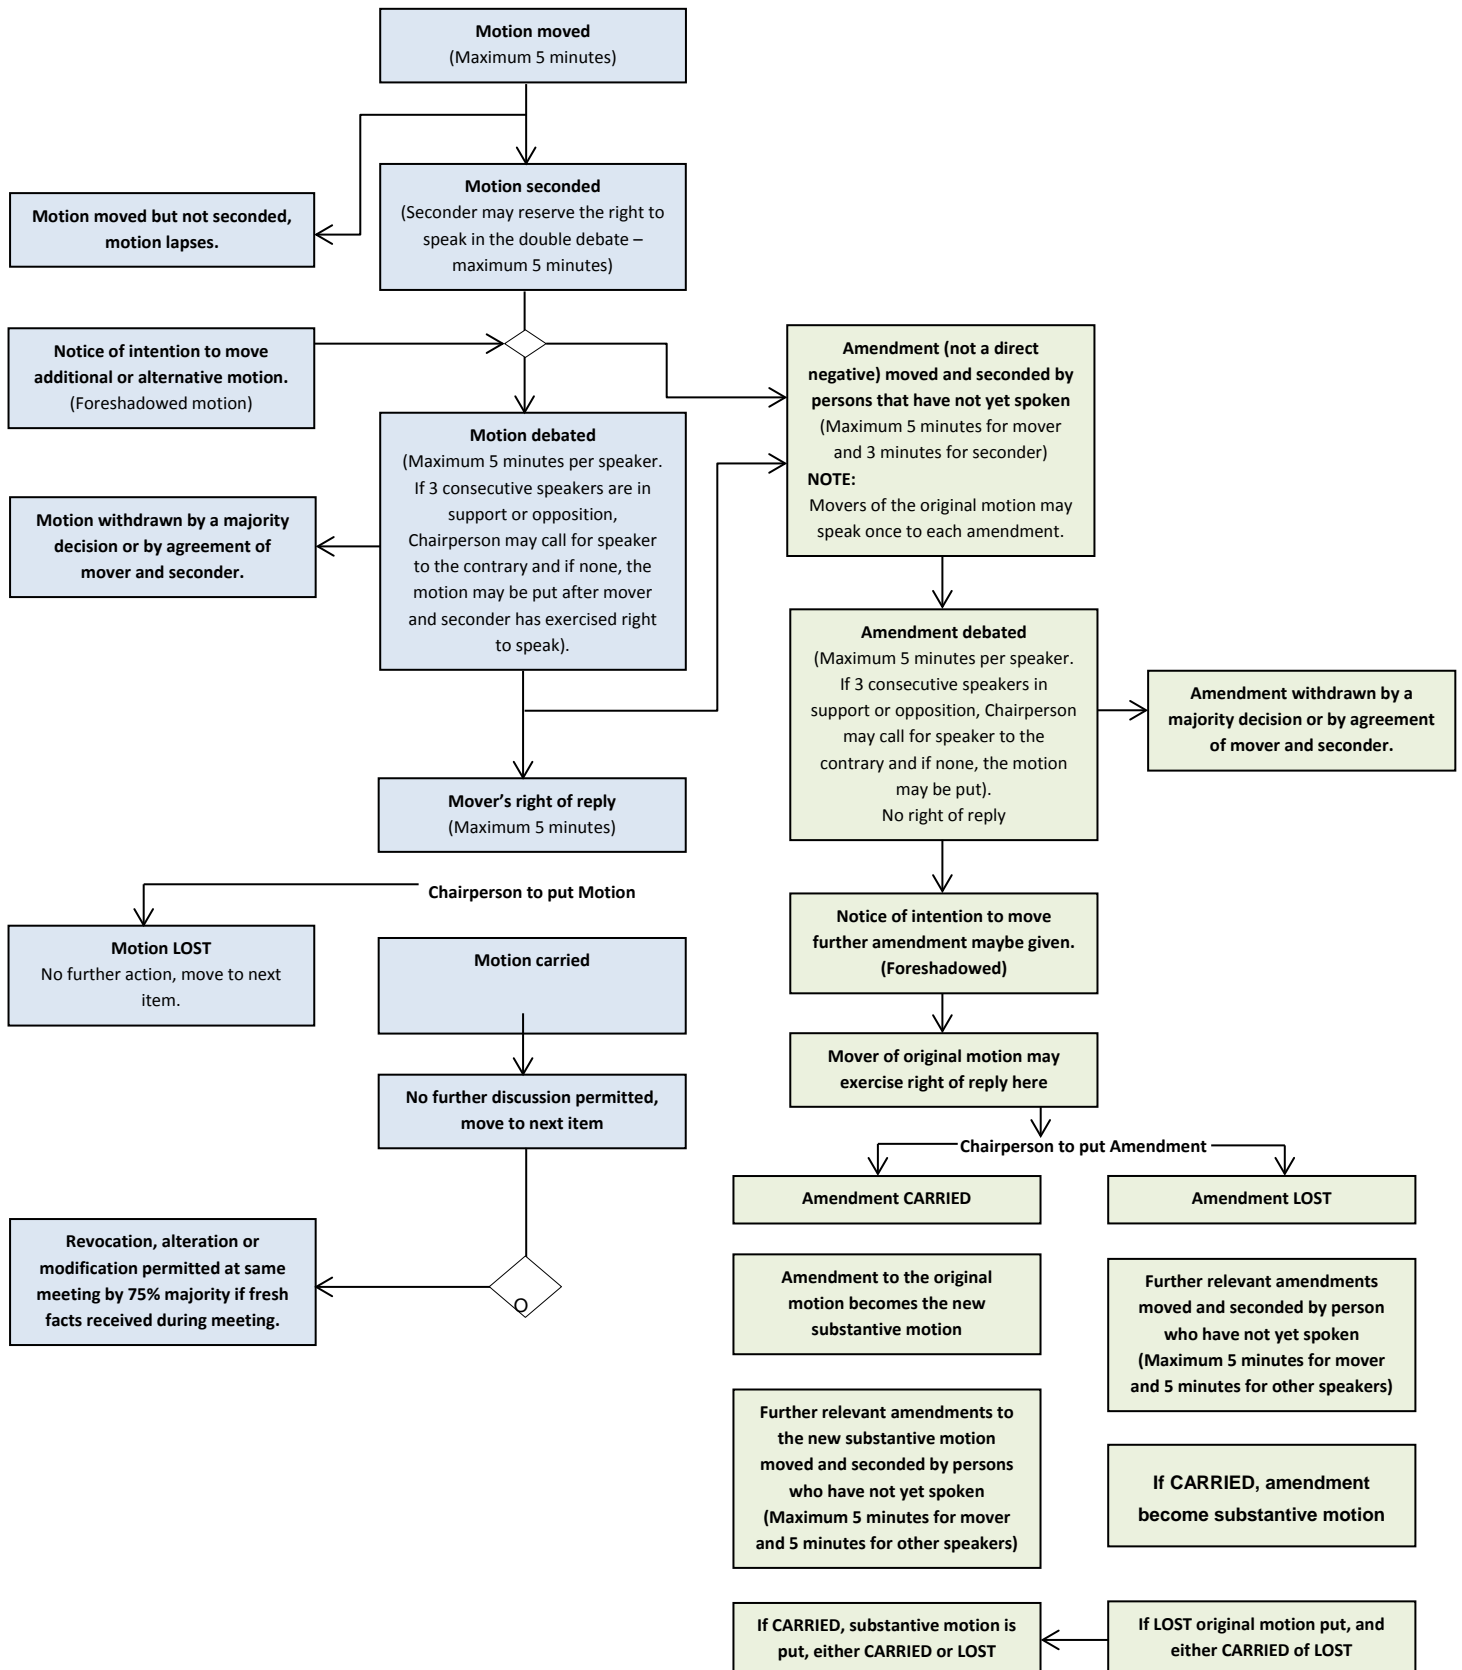 Motion moved
(Maximum 5 minutes)
Motion seconded
(Seconder may reserve the right to
speak in the double debate –
maximum 5 minutes)
Motion moved but not seconded,
motion lapses.
Notice of intention to move
additional or alternative motion.
(Foreshadowed motion)
Motion debated
(Maximum 5 minutes per speaker.
If 3 consecutive speakers are in
support or opposition,
Chairperson may call for speaker
to the contrary and if none, the
motion may be put after mover
and seconder has exercised right
to speak).
Motion withdrawn by a majority
decision or by agreement of
mover and seconder.
Mover’s right of reply
(Maximum 5 minutes)
Chairperson to put Motion
Motion LOST
No further action, move to next
item.
Motion carried
No further discussion permitted,
move to next item
O
Revocation, alteration or
modification permitted at same
meeting by 75% majority if fresh
facts received during meeting.
Amendment (not a direct
negative) moved and seconded by
persons that have not yet spoken
(Maximum 5 minutes for mover
and 3 minutes for seconder)
NOTE:
Movers of the original motion may
speak once to each amendment.
Amendment debated
(Maximum 5 minutes per speaker.
If 3 consecutive speakers in
support or opposition, Chairperson
may call for speaker to the
contrary and if none, the motion
may be put).
No right of reply
Amendment withdrawn by a
majority decision or by agreement
of mover and seconder.
Notice of intention to move
further amendment maybe given.
(Foreshadowed)
Mover of original motion may
exercise right of reply here
Chairperson to put Amendment
Amendment CARRIED
Amendment to the original
motion becomes the new
substantive motion
Further relevant amendments to
the new substantive motion
moved and seconded by persons
who have not yet spoken
(Maximum 5 minutes for mover
and 5 minutes for other speakers)
If CARRIED, substantive motion is
put, either CARRIED or LOST
Amendment LOST
Further relevant amendments
moved and seconded by person
who have not yet spoken
(Maximum 5 minutes for mover
and 5 minutes for other speakers)
If CARRIED, amendment
become substantive motion
If LOST original motion put, and
either CARRIED of LOST